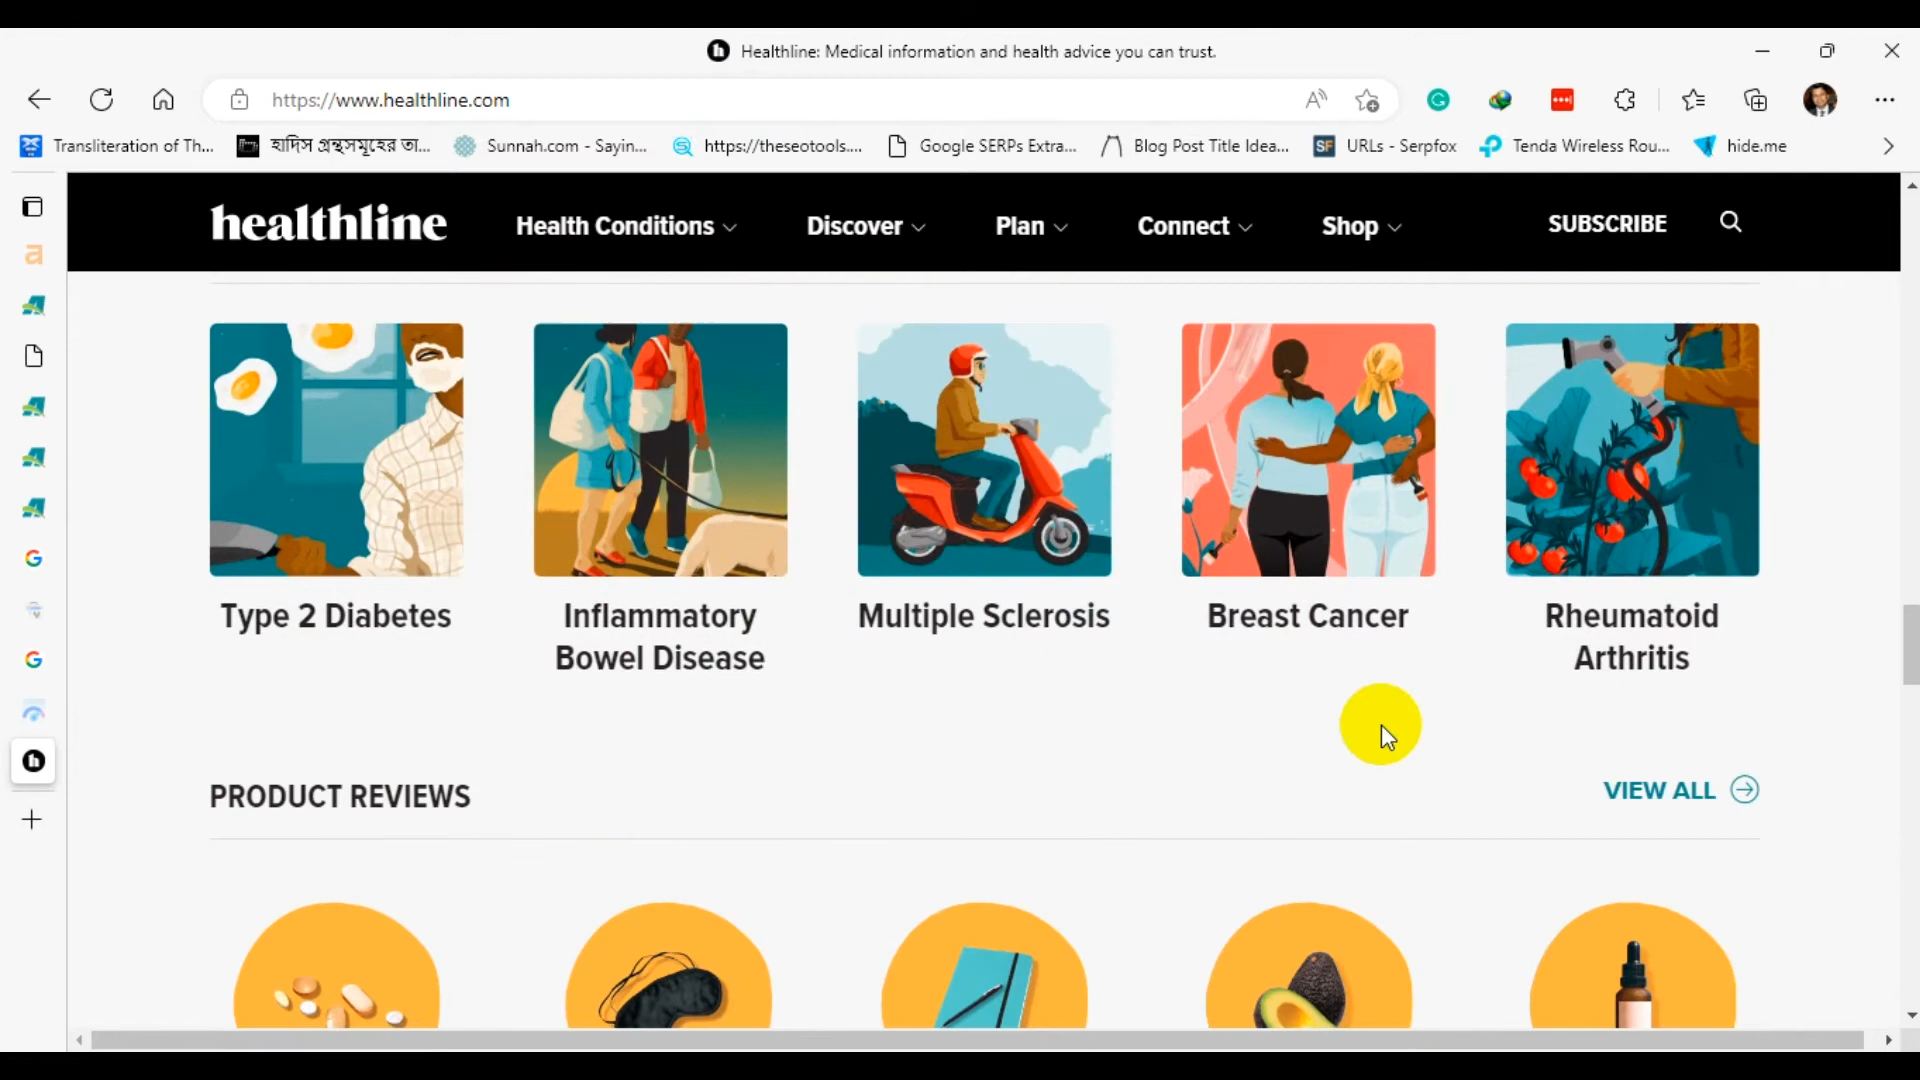 Healthline: Medical information and health advice you can trust.
https://www.healthline.com
Transliteration of Th... হাদিস গ্রন্থসমূহের তা... Sunnah.com - Sayin... https://theseotools.... Google SERPs Extra... Blog Post Title Idea... SF URLs - Serpfox Tenda Wireless Rou... hide.me
healthline Health Conditions Discover Plan Connect Shop SUBSCRIBE
Type 2 Diabetes
Inflammatory
Bowel Disease
Multiple Sclerosis
Breast Cancer
Rheumatoid
Arthritis
PRODUCT REVIEWS
VIEW ALL